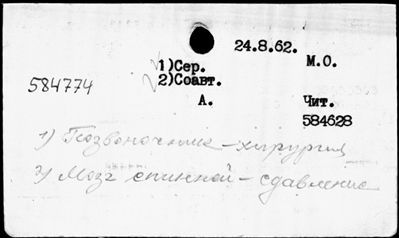 24.8.62.
1)Сер. М.О.
2)Соавт.
584774
А. Чит.
584628
1) Позвоночник - хирургия
2) Мозг спинной - сдавление